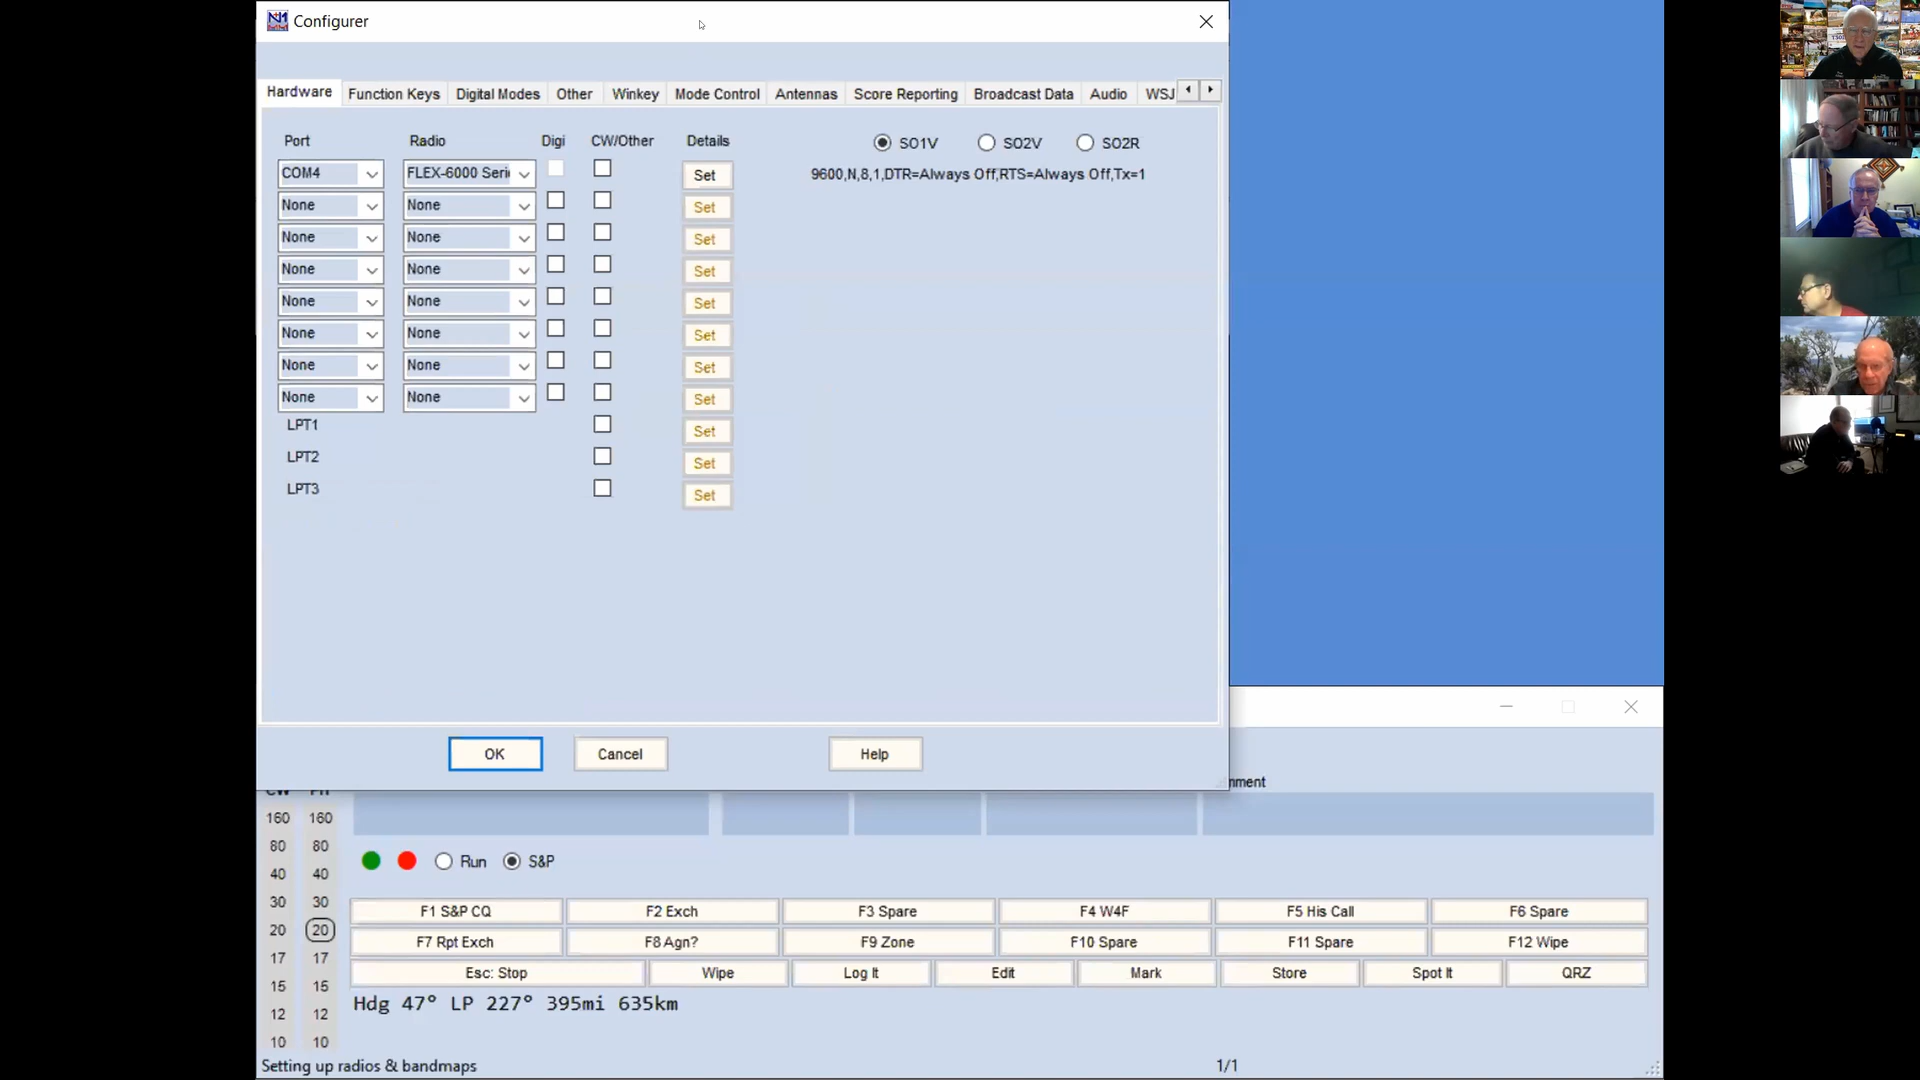 Configurer
Hardware Function Keys Digital Modes Other Winkey Mode Control Antennas Score Reporting Broadcast Data Audio WSJ
Port Radio Digi CW/Other Details SO1V SO2V SO2R
COM4 FLEX-6000 Seri Set 9600,N,8,1,DTR=Always Off,RTS=Always Off,Tx=1
None None Set
None None Set
None None Set
None None Set
None None Set
None None Set
None None Set
LPT1 Set
LPT2 Set
LPT3 Set
OK Cancel Help
mment
CW PH
160 160
80 80 Run S&P
40 40
30 30 F1 S&P CQ F2 Exch F3 Spare F4 W4F F5 His Call F6 Spare
20 20 F7 Rpt Exch F8 Agn? F9 Zone F10 Spare F11 Spare F12 Wipe
17 17 Esc: Stop Wipe Log It Edit Mark Store Spot It QRZ
15 15 Hdg 47° LP 227° 395mi 635km
12 12
10 10
Setting up radios & bandmaps 1/1